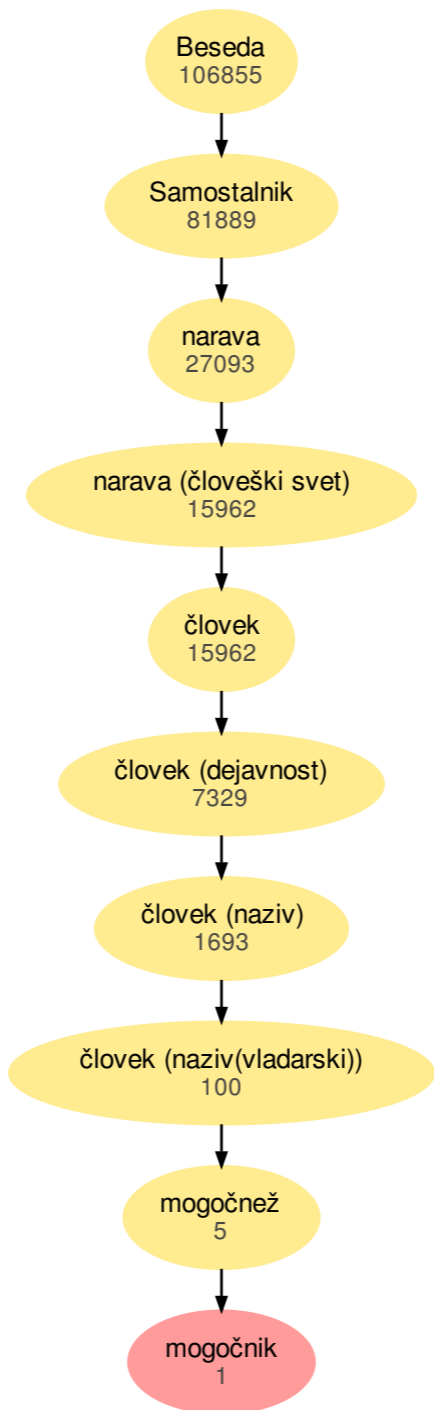 Beseda
106855
Samostalnik
81889
narava
27093
narava (človeški svet)
15962
človek
15962
človek (dejavnost)
7329
človek (naziv)
1693
človek (naziv(vladarski))
100
mogočnež
5
mogočnik
1